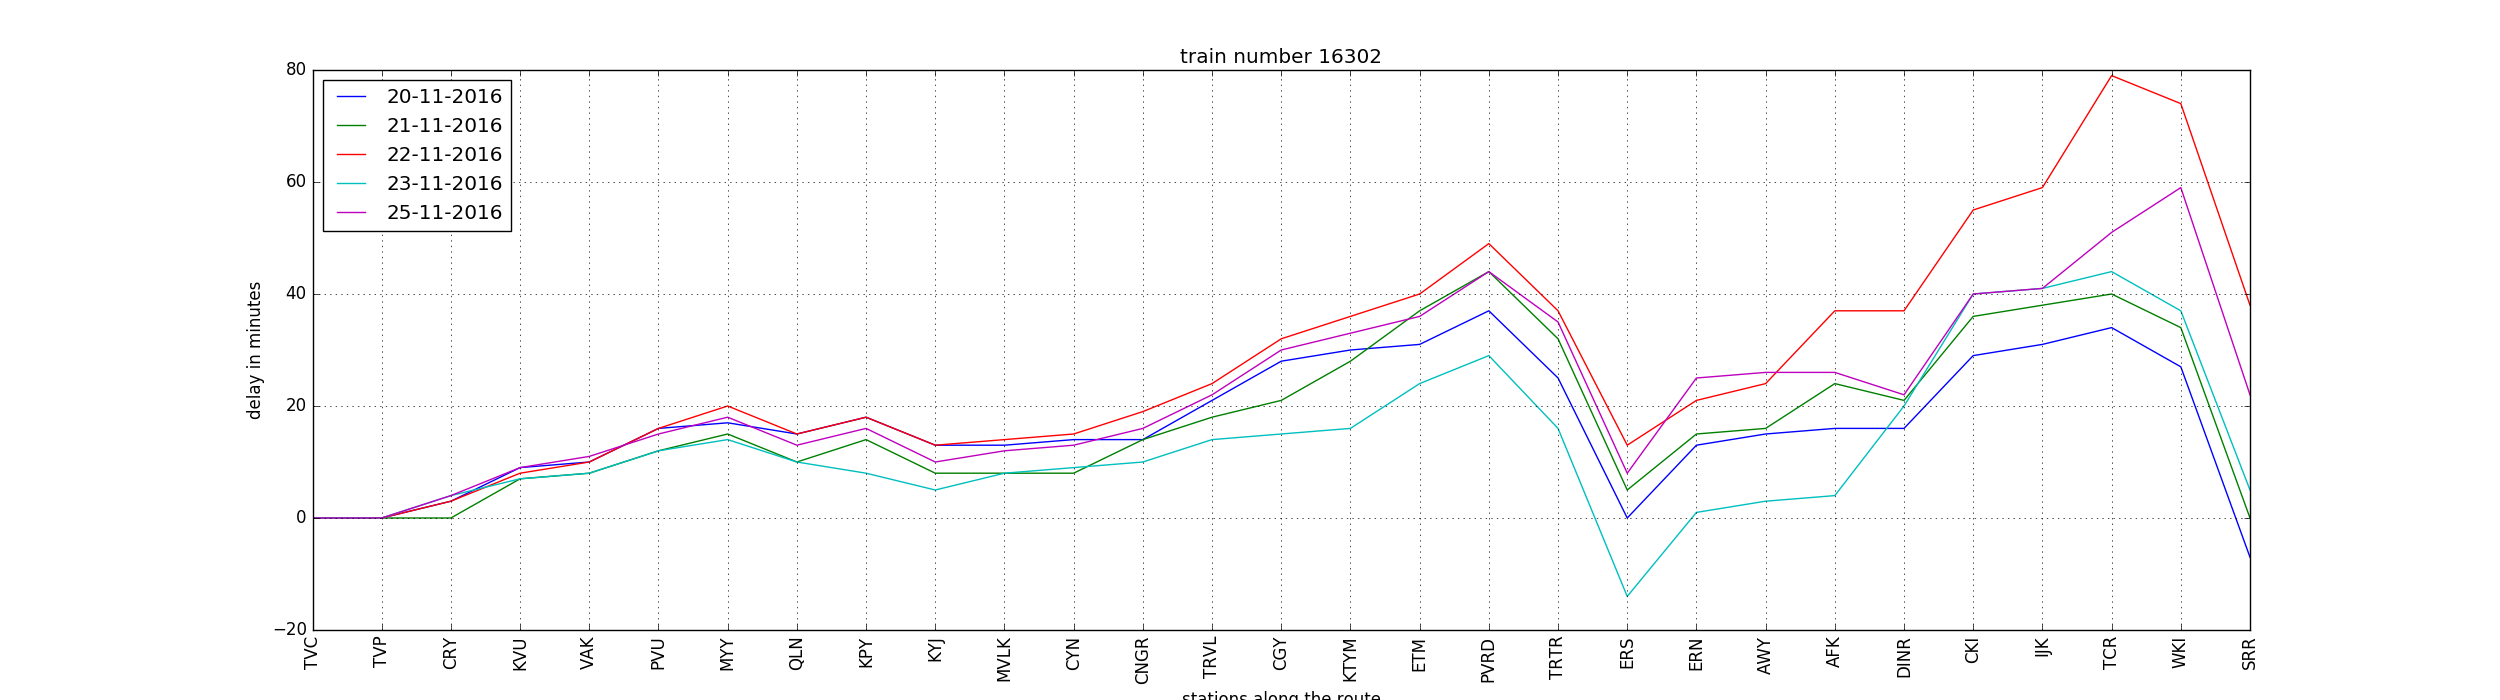 train number 16302
80
60
40
20
0
−20
delay in minutes
20-11-2016
21-11-2016
22-11-2016
23-11-2016
25-11-2016
TVC
TVP
CRY
KVU
VAK
PVU
MYY
QLN
KPY
KYJ
MVLK
CYN
CNGR
TRVL
CGY
KTYM
ETM
PVRD
TRTR
ERS
ERN
AWY
AFK
DINR
CKI
IJK
TCR
WKI
SRR
stations along the route